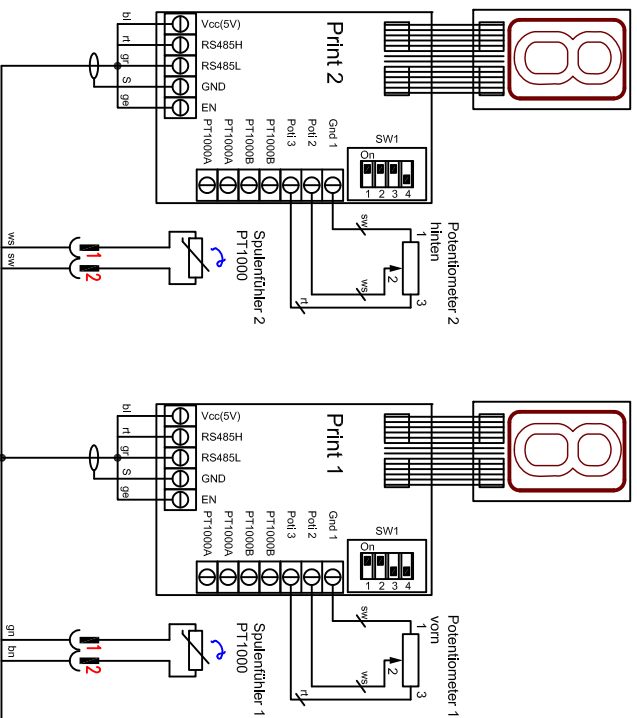 bl
rt
gr
S
ge
Vcc(5V)
RS485H
RS485L
GND
EN
Print 2
SW1
On
1 2 3 4
PT1000A
PT1000A
PT1000B
PT1000B
Poti 3
Poti 2
Gnd 1
Potentiometer 2
hinten
1
2
3
sw
ws
rt
Spulenfühler 2
PT1000
1
2
ws
sw
bl
rt
gr
S
ge
Vcc(5V)
RS485H
RS485L
GND
EN
Print 1
SW1
On
1 2 3 4
PT1000A
PT1000A
PT1000B
PT1000B
Poti 3
Poti 2
Gnd 1
Potentiometer 1
vorn
1
2
3
sw
ws
rt
Spulenfühler 1
PT1000
1
2
gn
bn